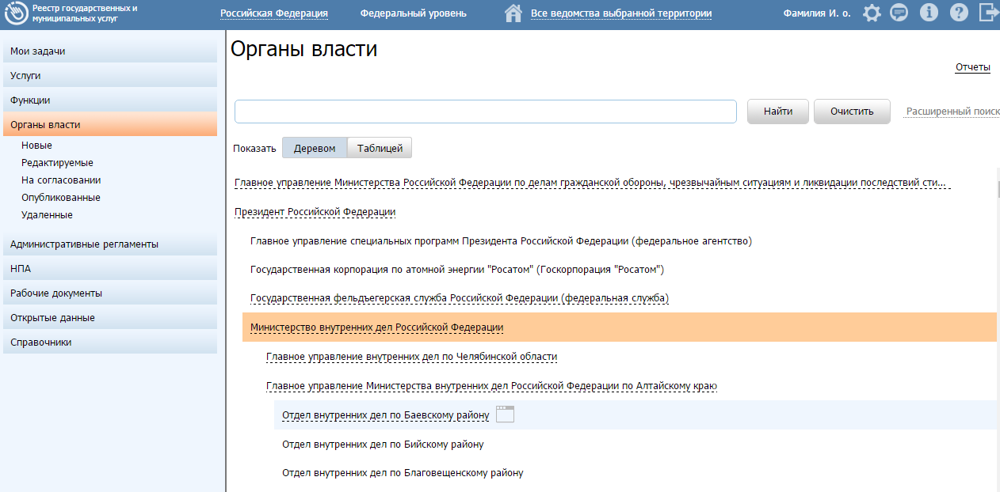 Реестр государственных и
муниципальных услуг
Российская Федерация
Федеральный уровень
Все ведомства выбранной территории
Фамилия И. о.
Мои задачи
Услуги
Функции
Органы власти
Новые
Редактируемые
На согласовании
Опубликованные
Удаленные
Административные регламенты
НПА
Рабочие документы
Открытые данные
Справочники
Органы власти
Отчеты
Найти
Очистить
Расширенный поиск
Показать
Деревом
Таблицей
Главное управление Министерства Российской Федерации по делам гражданской обороны, чрезвычайным ситуациям и ликвидации последствий сти...
Президент Российской Федерации
Главное управление специальных программ Президента Российской Федерации (федеральное агентство)
Государственная корпорация по атомной энергии "Росатом" (Госкорпорация "Росатом")
Государственная фельдъегерская служба Российской Федерации (федеральная служба)
Министерство внутренних дел Российской Федерации
Главное управление внутренних дел по Челябинской области
Главное управление Министерства внутренних дел Российской Федерации по Алтайскому краю
Отдел внутренних дел по Баевскому району
Отдел внутренних дел по Бийскому району
Отдел внутренних дел по Благовещенскому району